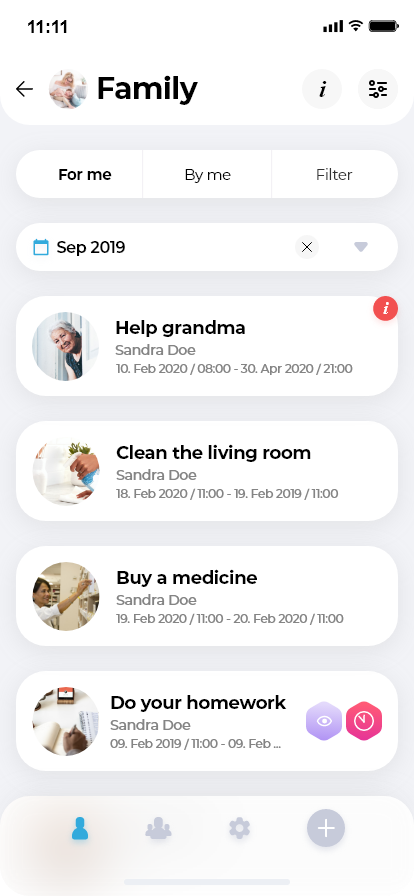 11:11
Family
i
For me
By me
Filter
Sep 2019
i
Help grandma
Sandra Doe
10. Feb 2020 / 08:00 - 30. Apr 2020 / 21:00
Clean the living room
Sandra Doe
18. Feb 2020 / 11:00 - 19. Feb 2019 / 11:00
Buy a medicine
Sandra Doe
19. Feb 2020 / 11:00 - 20. Feb 2020 / 11:00
Do your homework
Sandra Doe
09. Feb 2019 / 11:00 - 09. Feb ...